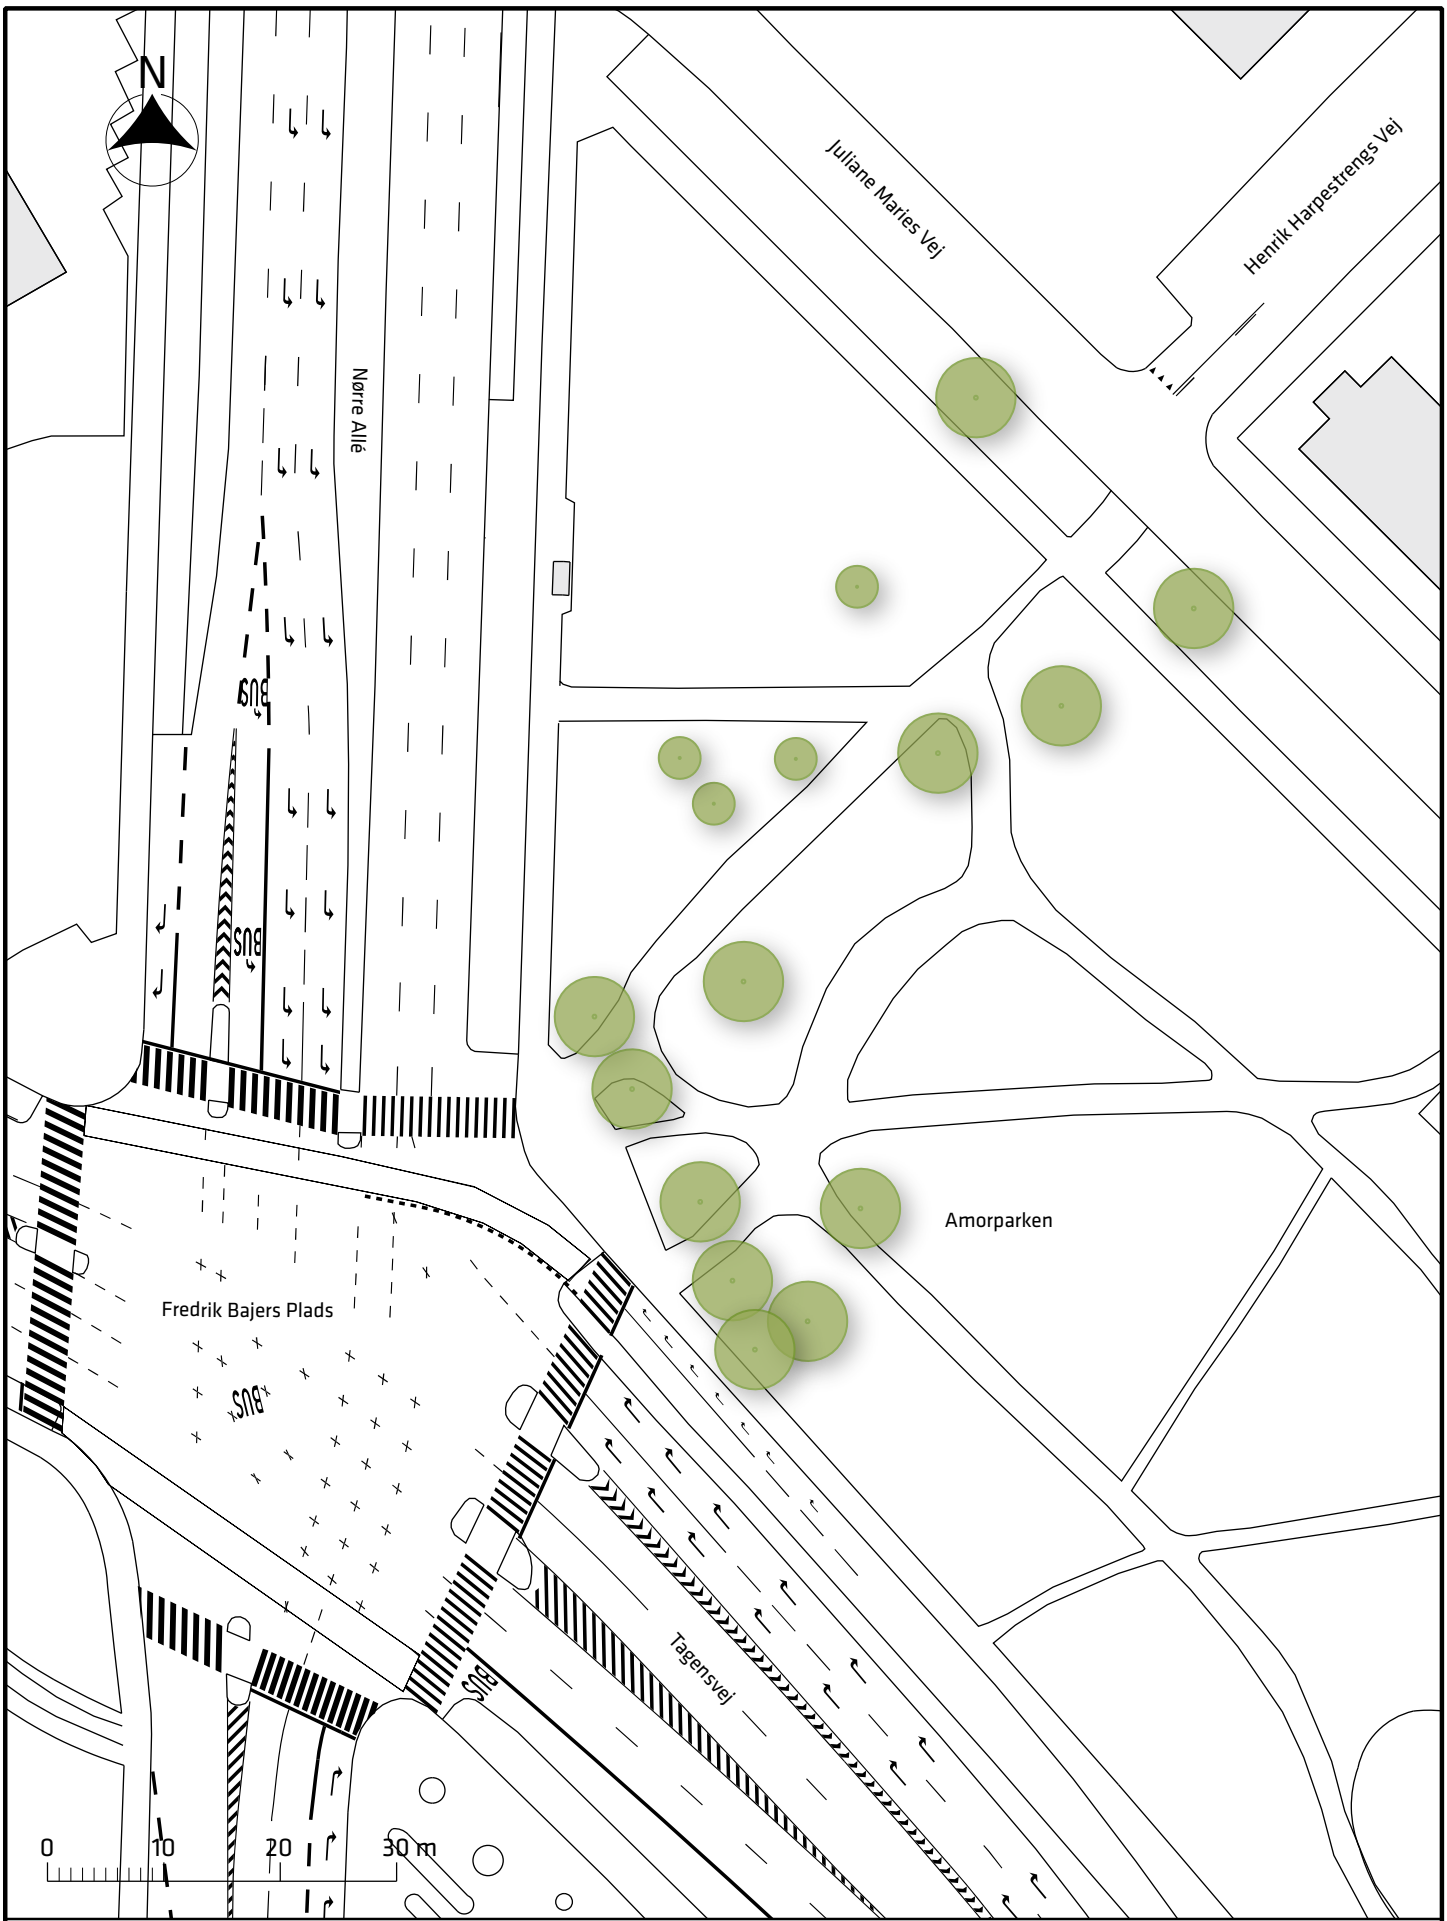 N
Juliane Maries Vej
Henrik Harpestrengs Vej
Nørre Allé
BUS
BUS
Amorparken
Fredrik Bajers Plads
BUS
Tagensvej
BUS
0 10 20 30 m